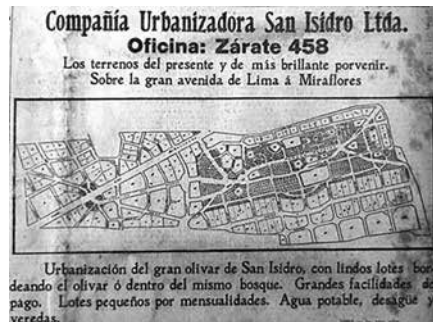 Compañía Urbanizadora San Isidro Ltda.
Oficina: Zárate 458
Los terrenos del presente y de más brillante porvenir.
Sobre la gran avenida de Lima á Miraflores
Urbanización del gran olivar de San Isidro, con lindos lotes bor-
deando el olivar ó dentro del mismo bosque. Grandes facilidades de
pago. Lotes pequeños por mensualidades. Agua potable, desagüe y
veredas.